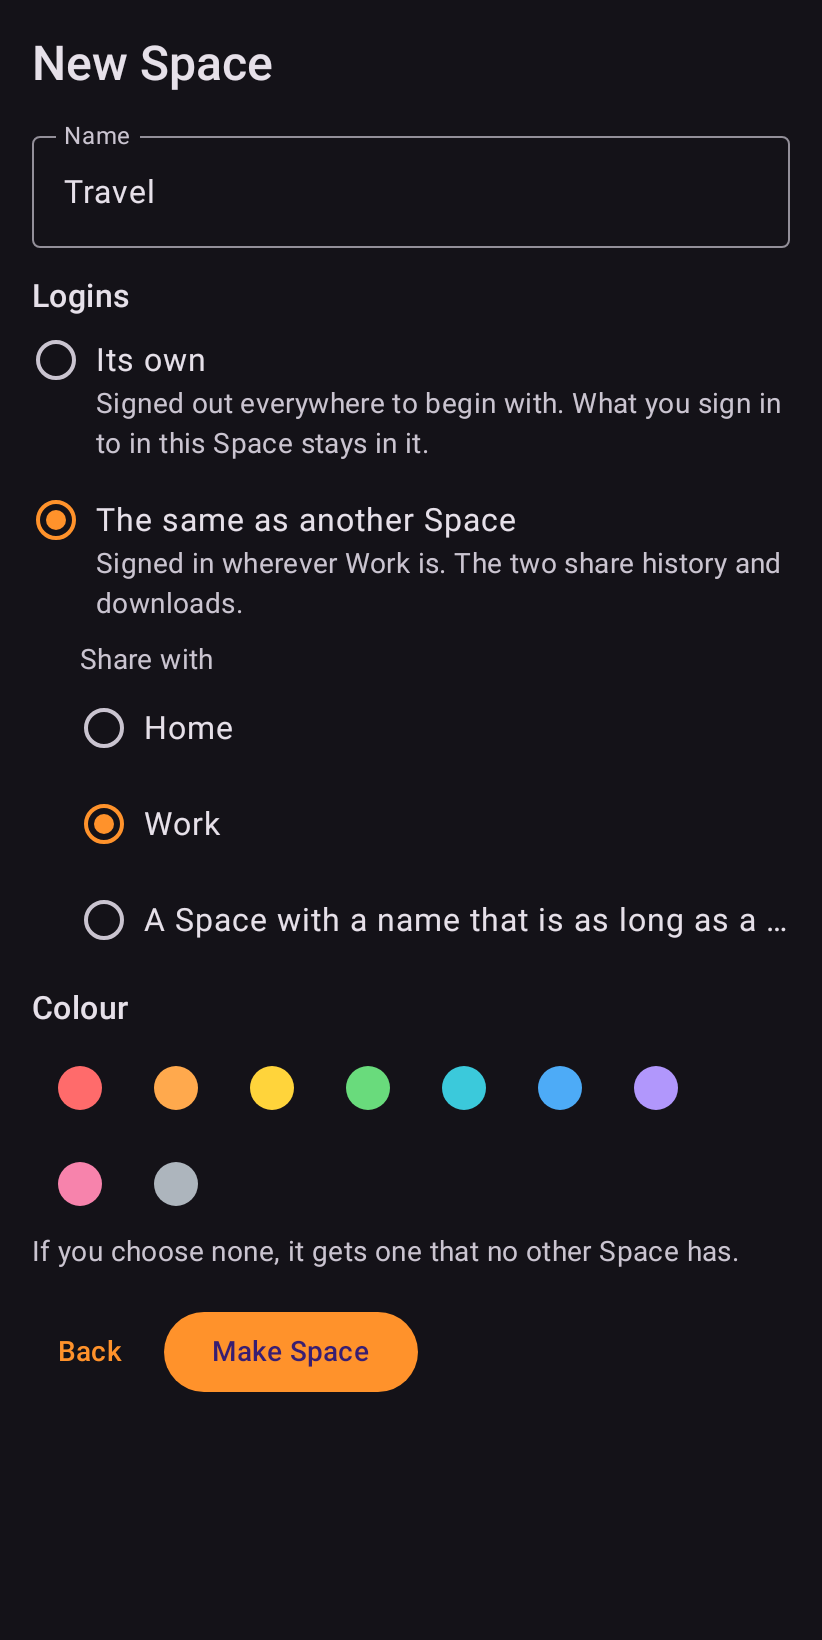 New Space
Name
Travel
Logins
Its own
Signed out everywhere to begin with. What you sign in
to in this Space stays in it.
The same as another Space
Signed in wherever Work is. The two share history and
downloads.
Share with
Home
Work
A Space with a name that is as long as a …
Colour
If you choose none, it gets one that no other Space has.
Back
Make Space